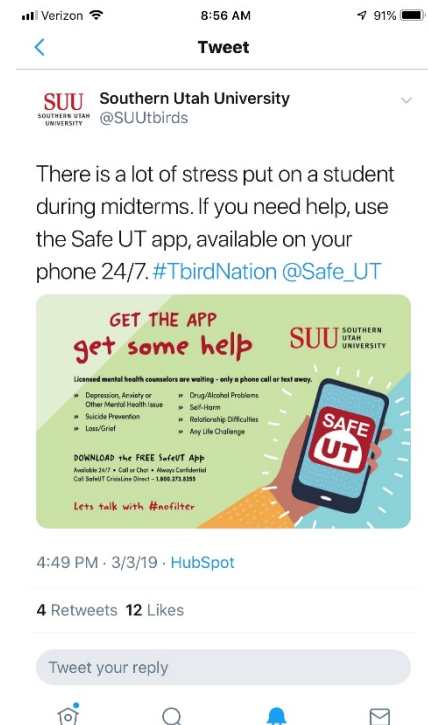 Verizon 8:56 AM 91%
Tweet
SUU
SOUTHERN UTAH
UNIVERSITY
Southern Utah University
@SUUtbirds
There is a lot of stress put on a student
during midterms. If you need help, use
the Safe UT app, available on your
phone 24/7. #TbirdNation @Safe_UT
GET THE APP
get some help
SUU SOUTHERN
UTAH
UNIVERSITY
Licensed mental health counselors are waiting - only a phone call or text away.
» Depression, Anxiety or
Other Mental Health Issue
» Suicide Prevention
» Loss/Grief
» Drug/Alcohol Problems
» Self-Harm
» Relationship Difficulties
» Any Life Challenge
DOWNLOAD the FREE SafeUT App
Available 24/7 • Call or Chat • Always Confidential
Call SafeUT CrisisLine Direct - 1.800.273.8255
Lets talk with #nofilter
SAFE
UT
4:49 PM · 3/3/19 · HubSpot
4 Retweets 12 Likes
Tweet your reply